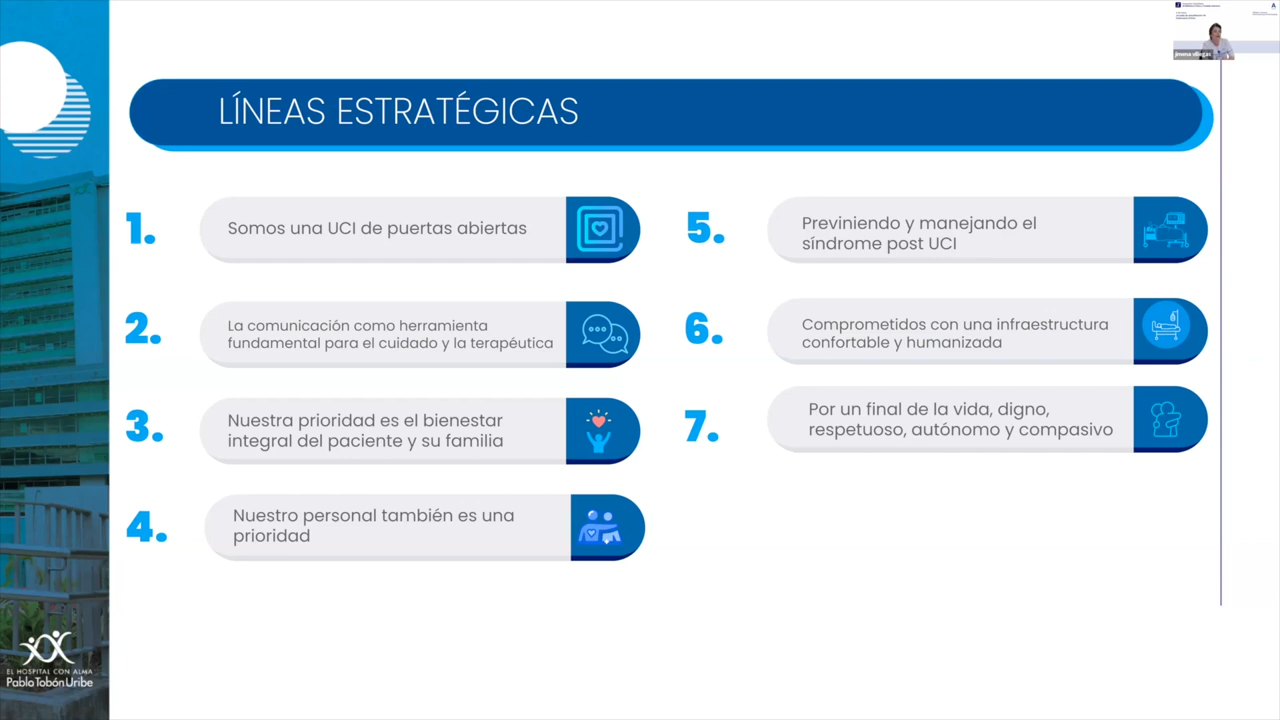 LÍNEAS ESTRATÉGICAS
1.
Somos una UCI de puertas abiertas
2.
La comunicación como herramienta
fundamental para el cuidado y la terapéutica
3.
Nuestra prioridad es el bienestar
integral del paciente y su familia
4.
Nuestro personal también es una
prioridad
5.
Previniendo y manejando el
síndrome post UCI
6.
Comprometidos con una infraestructura
confortable y humanizada
7.
Por un final de la vida, digno,
respetuoso, autónomo y compasivo
EL HOSPITAL CON ALMA
Pablo Tobón Uribe
jimena villegas